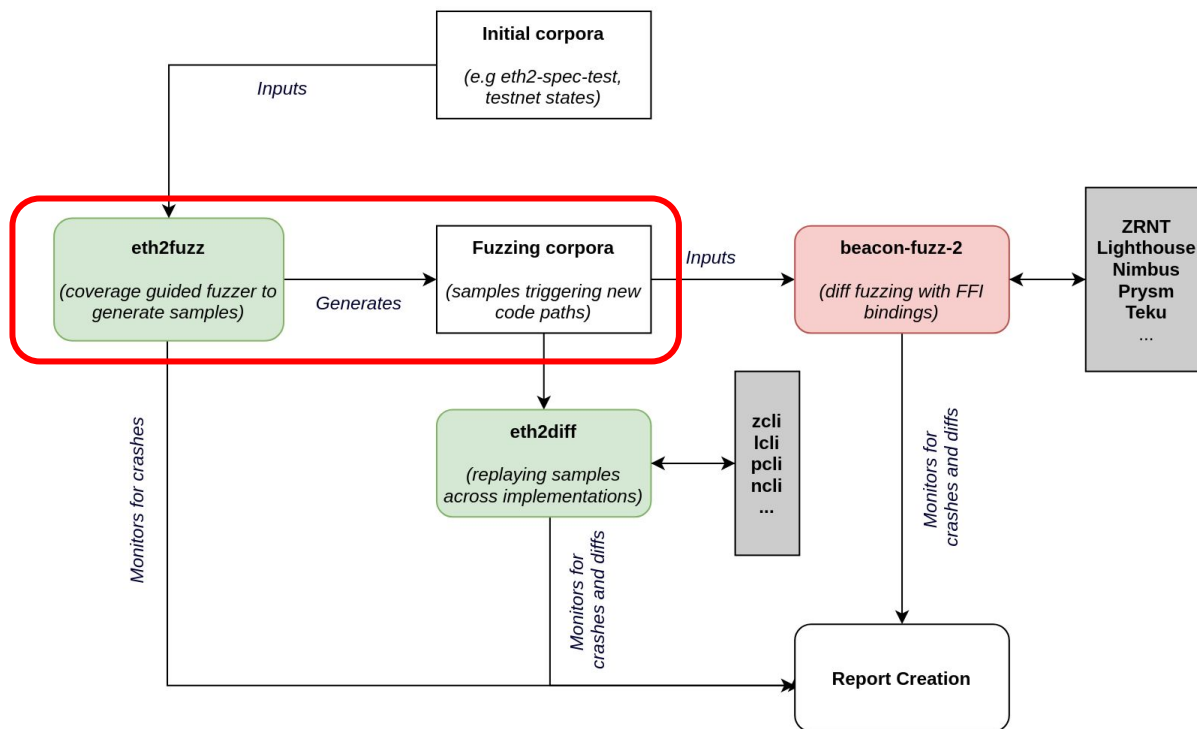 Initial corpora
(e.g eth2-spec-test,
testnet states)
Inputs
eth2fuzz
(coverage guided fuzzer to
generate samples)
Generates
Fuzzing corpora
(samples triggering new
code paths)
Inputs
beacon-fuzz-2
(diff fuzzing with FFI
bindings)
ZRNT
Lighthouse
Nimbus
Prysm
Teku
...
Monitors for crashes
eth2diff
(replaying samples
across implementations)
zcli
lcli
pcli
ncli
...
Monitors for
crashes and diffs
Monitors for
crashes and diffs
Report Creation